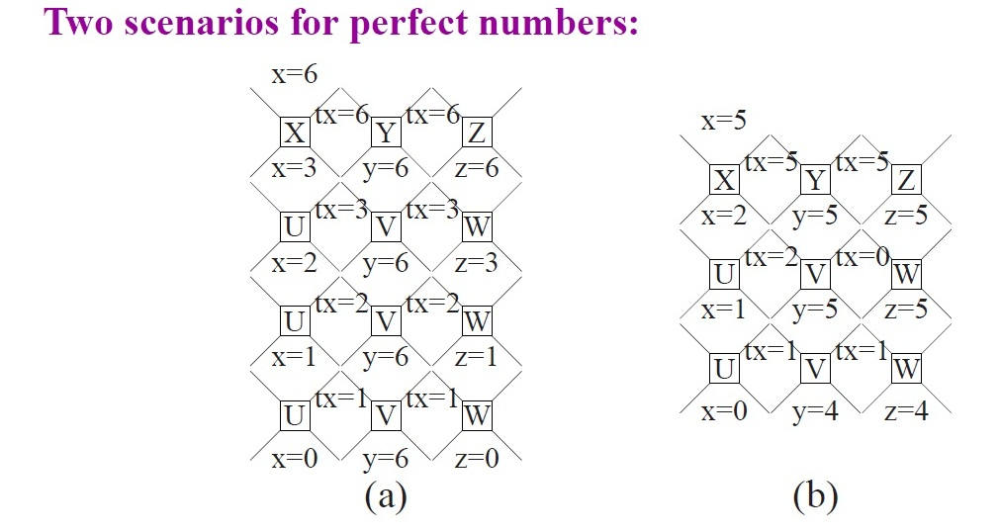 Two scenarios for perfect numbers:
x=6
tx=6 tx=6
X Y Z
x=3 y=6 z=6
tx=3 tx=3
U V W
x=2 y=6 z=3
tx=2 tx=2
U V W
x=1 y=6 z=1
tx=1 tx=1
U V W
x=0 y=6 z=0
(a)
x=5
tx=5 tx=5
X Y Z
x=2 y=5 z=5
tx=2 tx=0
U V W
x=1 y=5 z=5
tx=1 tx=1
U V W
x=0 y=4 z=4
(b)